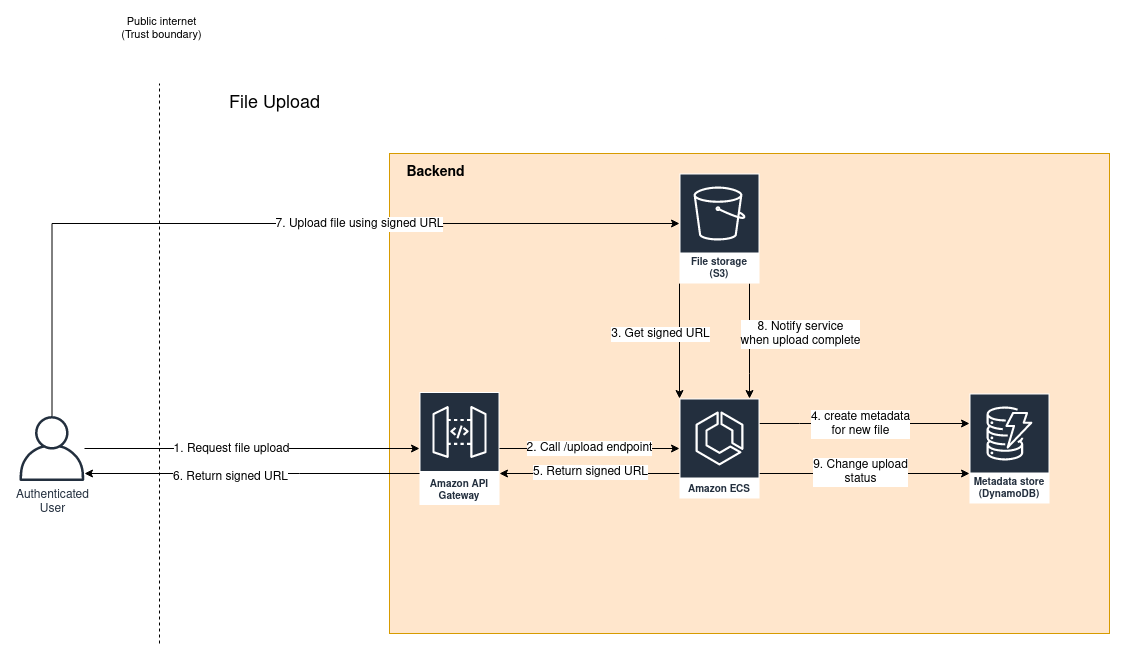 Public internet
(Trust boundary)
File Upload
Backend
7. Upload file using signed URL
File storage
(S3)
3. Get signed URL
8. Notify service
when upload complete
1. Request file upload
2. Call /upload endpoint
4. create metadata
for new file
6. Return signed URL
5. Return signed URL
9. Change upload
status
Authenticated
User
Amazon API
Gateway
Amazon ECS
Metadata store
(DynamoDB)